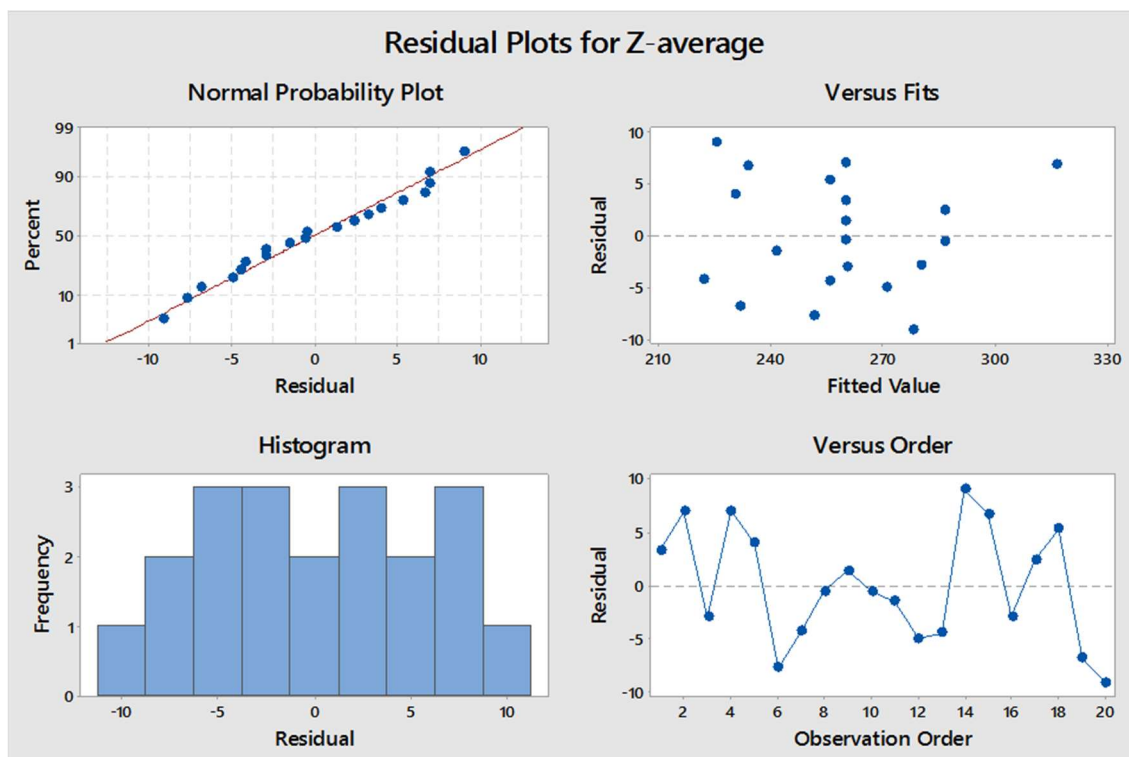 Residual Plots for Z-average
Normal Probability Plot
99
90
50
10
1
Percent
-10 -5 0 5 10
Residual
Versus Fits
10
5
0
-5
-10
Residual
210 240 270 300 330
Fitted Value
Histogram
3
2
1
0
Frequency
-10 -5 0 5 10
Residual
Versus Order
10
5
0
-5
-10
Residual
2 4 6 8 10 12 14 16 18 20
Observation Order